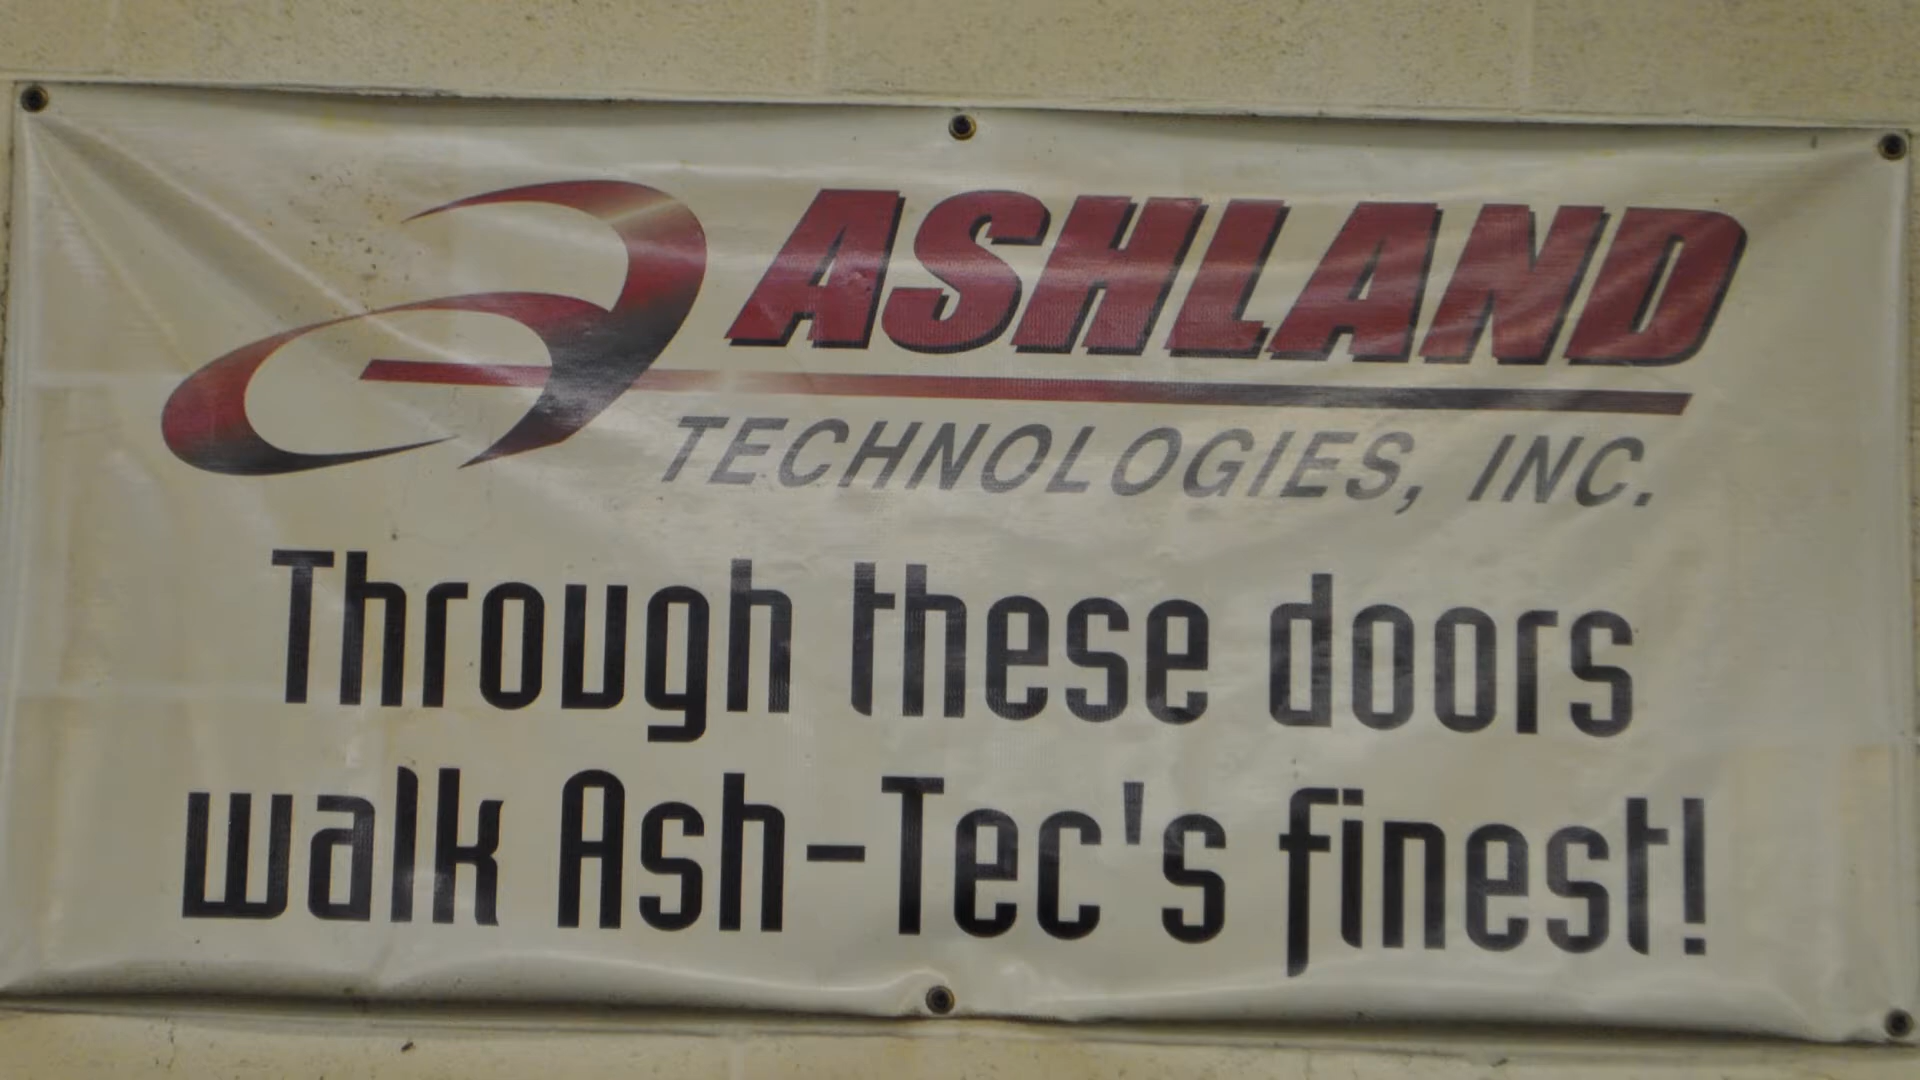 ASHLAND
TECHNOLOGIES, INC.
Through these doors
walk Ash-Tec's finest!